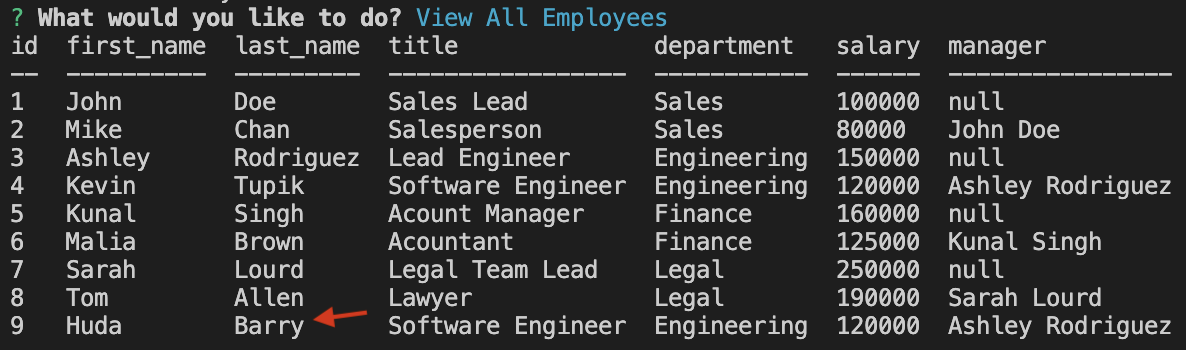 ? What would you like to do? View All Employees
id  first_name  last_name  title              department   salary  manager
--  ----------  ---------  -----------------  -----------  ------  ----------------
1   John        Doe        Sales Lead         Sales        100000  null
2   Mike        Chan       Salesperson        Sales        80000   John Doe
3   Ashley      Rodriguez  Lead Engineer      Engineering  150000  null
4   Kevin       Tupik      Software Engineer  Engineering  120000  Ashley Rodriguez
5   Kunal       Singh      Acount Manager     Finance      160000  null
6   Malia       Brown      Acountant          Finance      125000  Kunal Singh
7   Sarah       Lourd      Legal Team Lead    Legal        250000  null
8   Tom         Allen      Lawyer             Legal        190000  Sarah Lourd
9   Huda        Barry      Software Engineer  Engineering  120000  Ashley Rodriguez